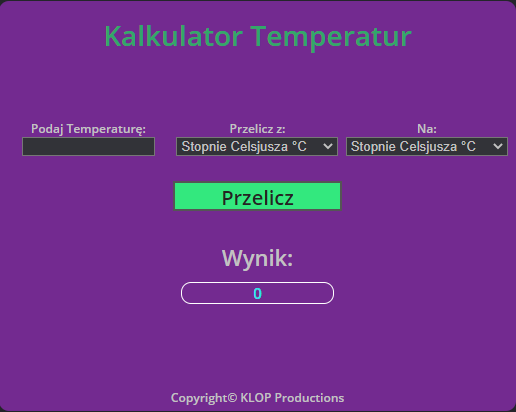 Kalkulator Temperatur
Podaj Temperaturę: Przelicz z: Na:
Stopnie Celsjusza °C Stopnie Celsjusza °C
Przelicz
Wynik:
0
Copyright© KLOP Productions